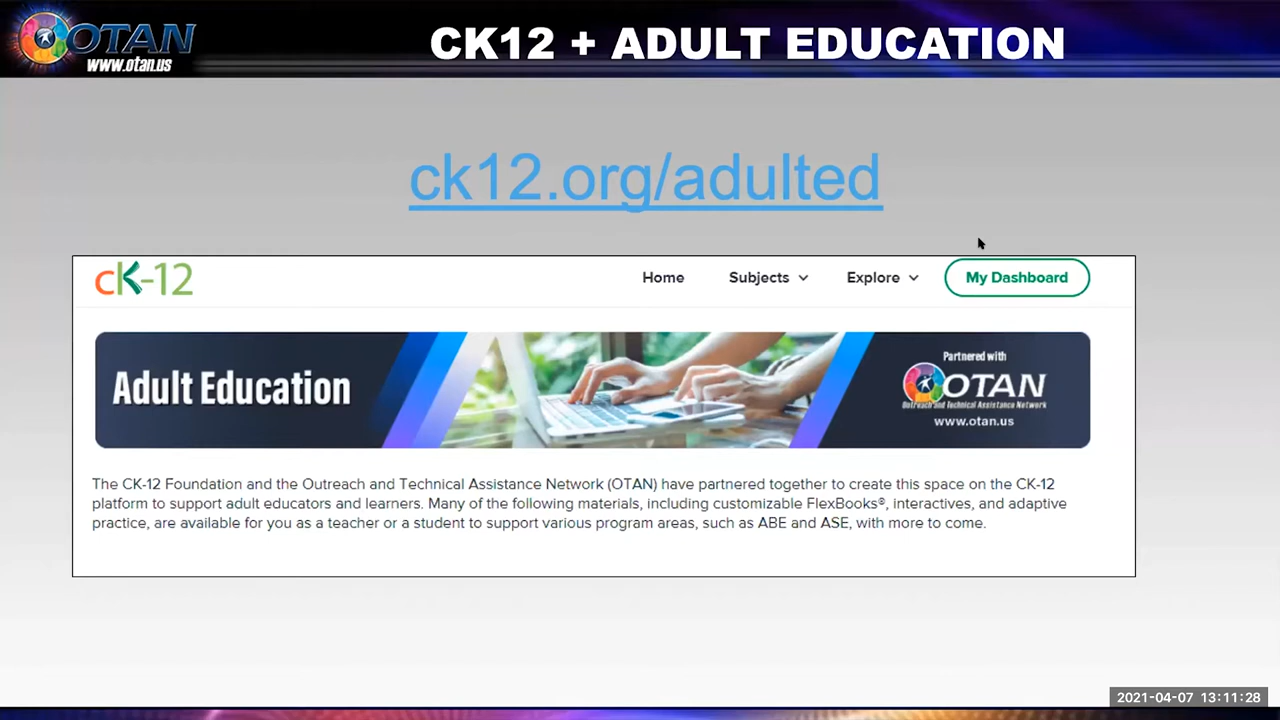 OTAN
www.otan.us
CK12 + ADULT EDUCATION
ck12.org/adulted
cK-12
Home
Subjects
Explore
My Dashboard
Adult Education
Partnered with
OTAN
Outreach and Technical Assistance Network
www.otan.us
The CK-12 Foundation and the Outreach and Technical Assistance Network (OTAN) have partnered together to create this space on the CK-12
platform to support adult educators and learners. Many of the following materials, including customizable FlexBooks®, interactives, and adaptive
practice, are available for you as a teacher or a student to support various program areas, such as ABE and ASE, with more to come.
2021-04-07 13:11:28